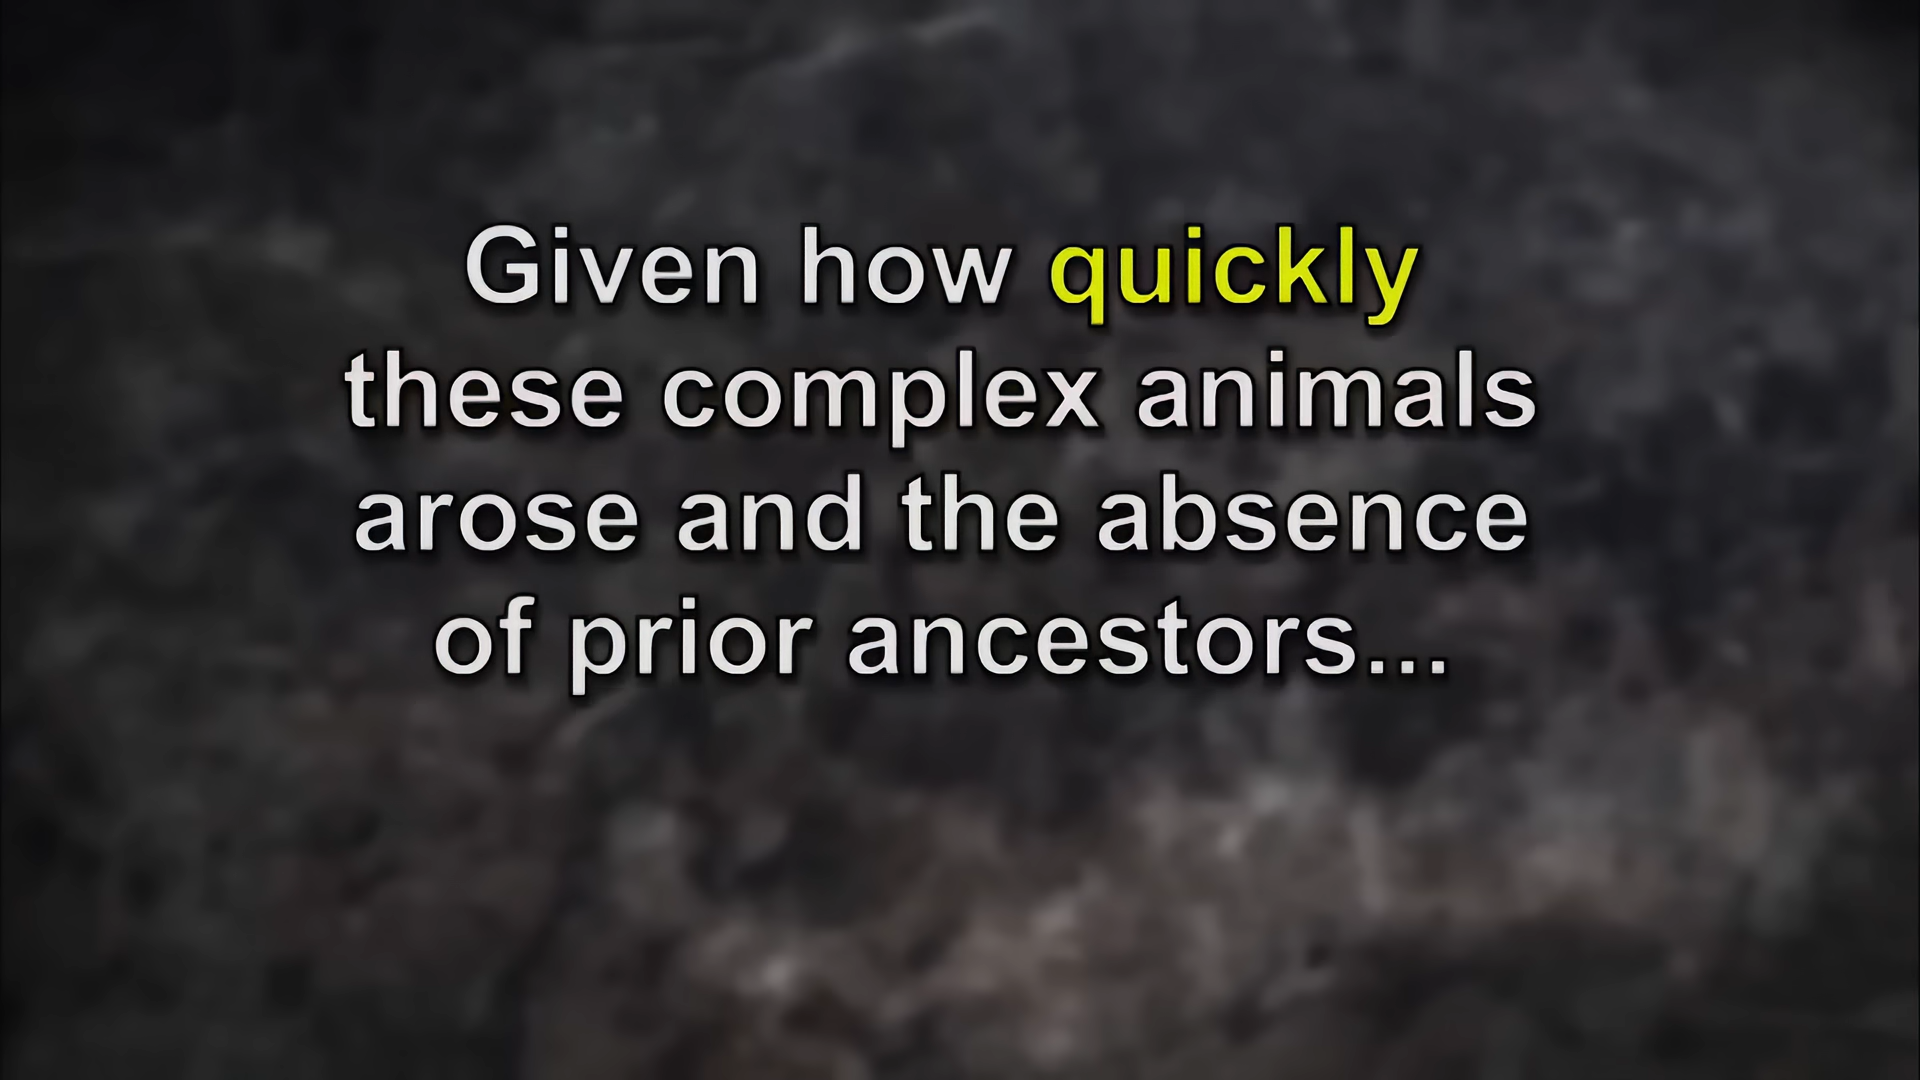 Given how quickly
these complex animals
arose and the absence
of prior ancestors...